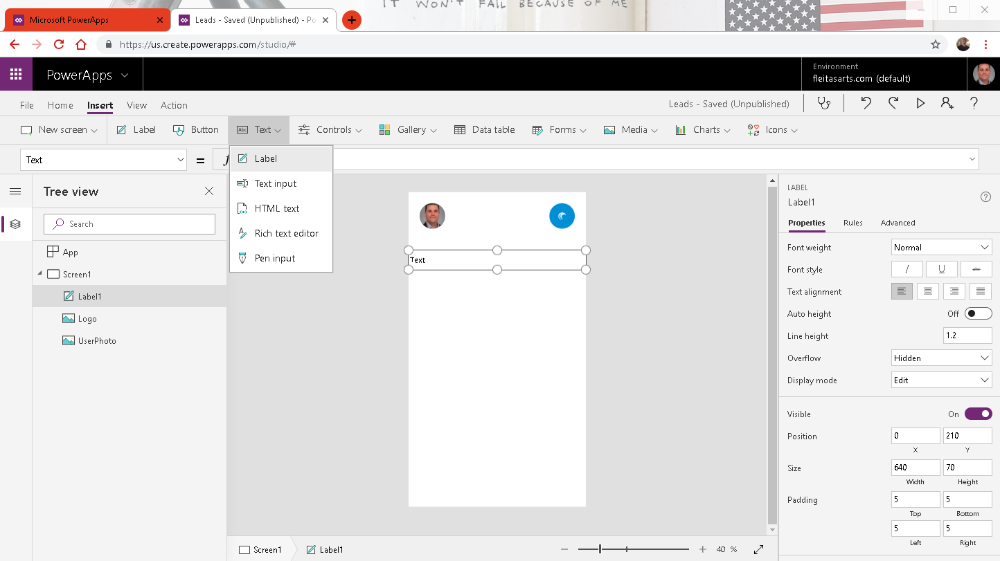 IT WON'T FAIL BECAUSE OF ME
Microsoft PowerApps
Leads - Saved (Unpublished) - Po
https://us.create.powerapps.com/studio/#
PowerApps
Environment
fleitasarts.com (default)
File Home Insert View Action
Leads - Saved (Unpublished)
New screen Label Button Text Controls Gallery Data table Forms Media Charts Icons
Abc
Text = f
Label
Text input
HTML text
Rich text editor
Pen input
Tree view
Search
App
Screen1
Label1
Logo
UserPhoto
Text
LABEL
Label1
?
Properties Rules Advanced
Font weight Normal
Font style / U abc
Text alignment
Auto height Off
Line height 1.2
Overflow Hidden
Display mode Edit
Visible On
Position 0 210
X Y
Size 640 70
Width Height
Padding 5 5
Top Bottom
5 5
Left Right
Screen1 Label1 40 %